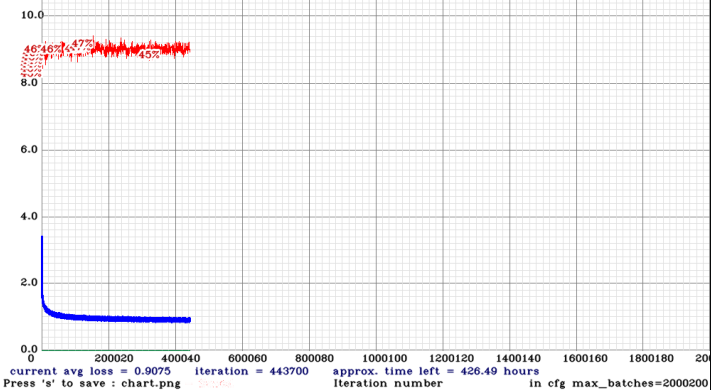 10.0
46% 46% 47%
45%
8.0
6.0
4.0
2.0
0.0
0 200020 400040 600060 800080 1000100 1200120 1400140 1600160 1800180 200
current avg loss = 0.9075 iteration = 443700 approx. time left = 426.49 hours
Press 's' to save : chart.png Iteration number in cfg max_batches=2000200